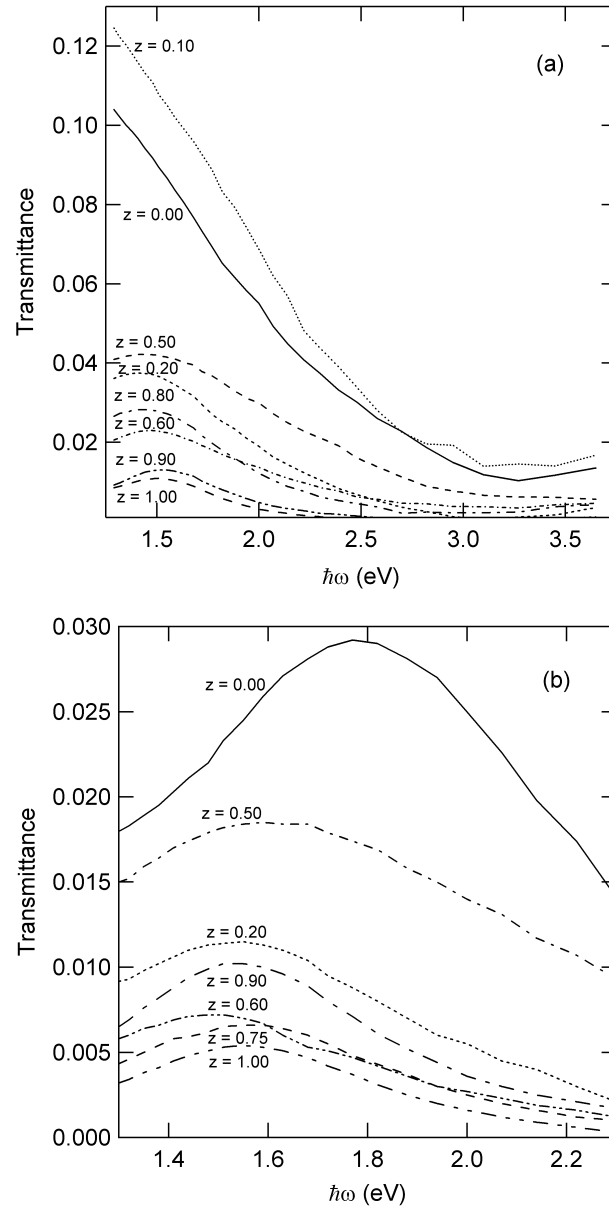 0.12
0.10
0.08
0.06
0.04
0.02
Transmittance
z = 0.10
(a)
z = 0.00
z = 0.50
z = 0.20
z = 0.80
z = 0.60
z = 0.90
z = 1.00
1.5 2.0 2.5 3.0 3.5
ħω (eV)
0.030
0.025
0.020
0.015
0.010
0.005
0.000
Transmittance
z = 0.00
(b)
z = 0.50
z = 0.20
z = 0.90
z = 0.60
z = 0.75
z = 1.00
1.4 1.6 1.8 2.0 2.2
ħω (eV)